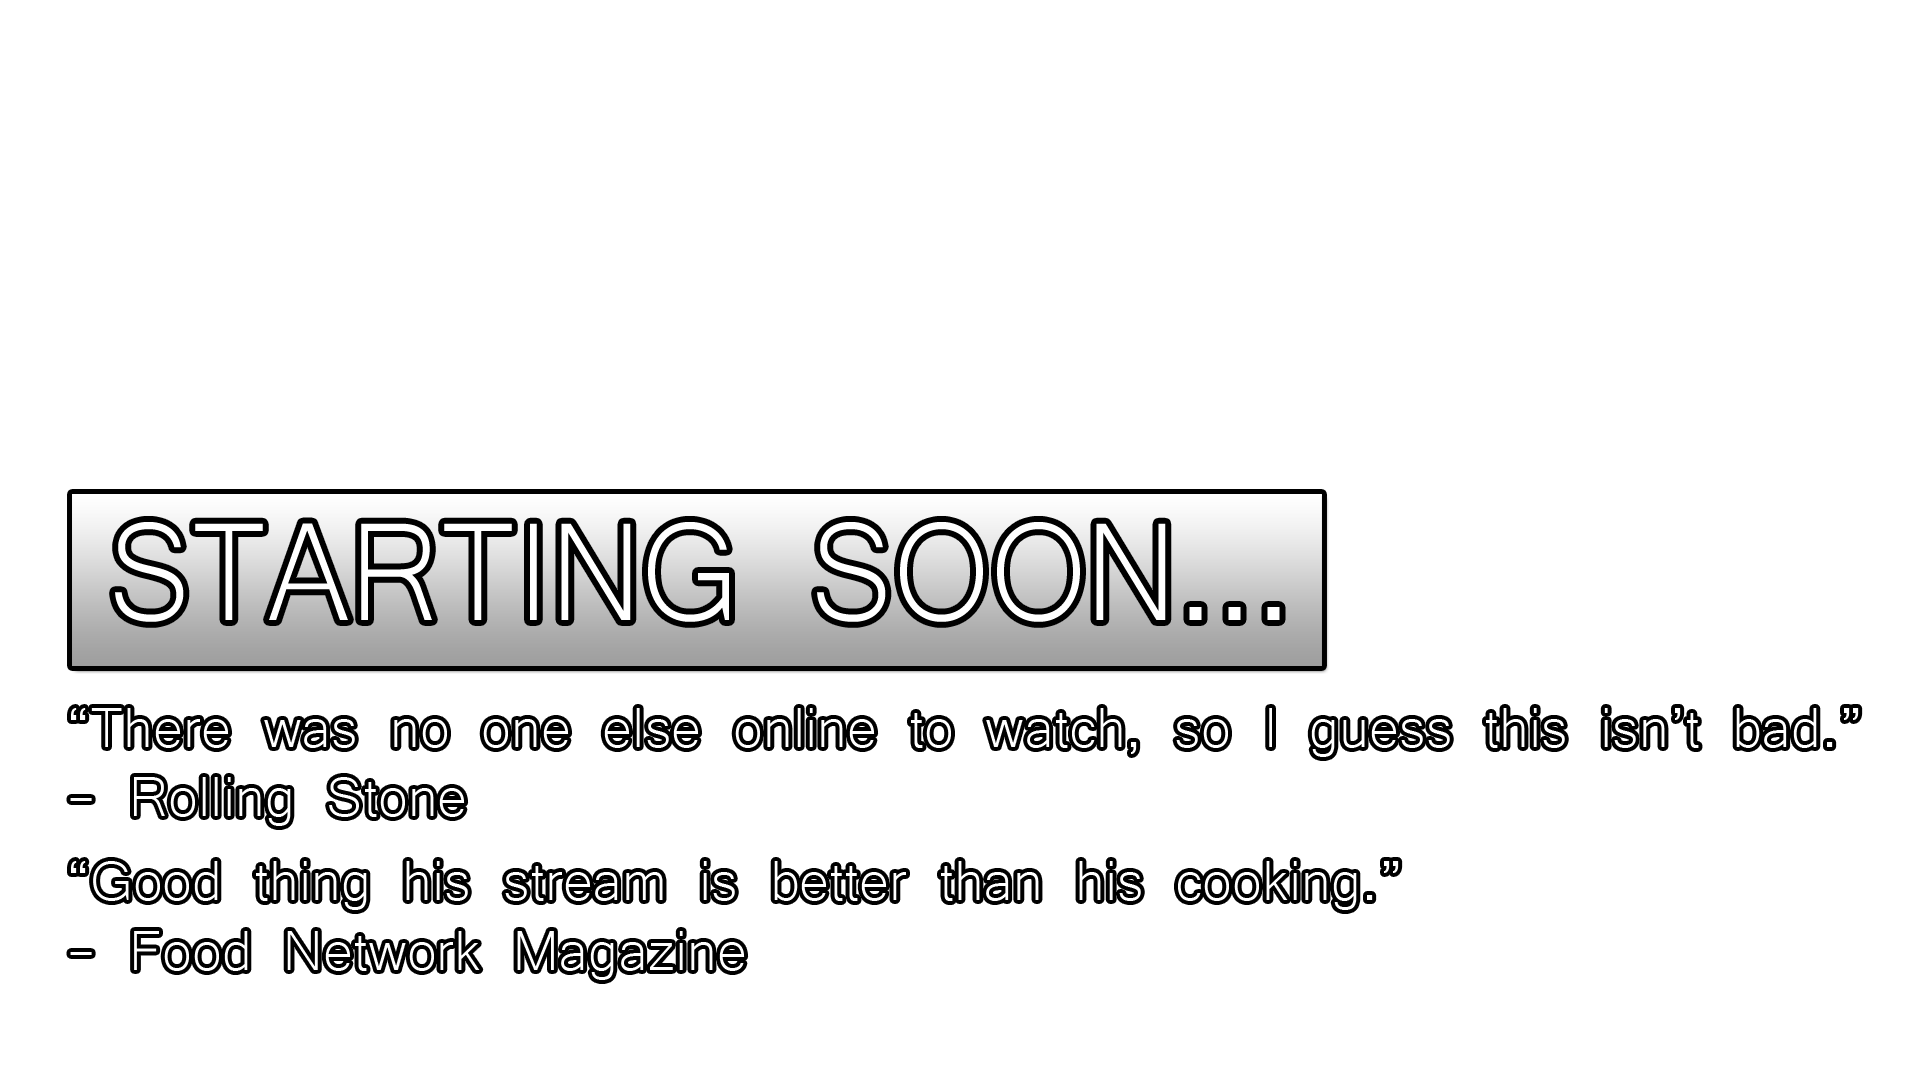 STARTING SOON...
“There was no one else online to watch, so I guess this isn’t bad.”
– Rolling Stone
“Good thing his stream is better than his cooking.”
– Food Network Magazine